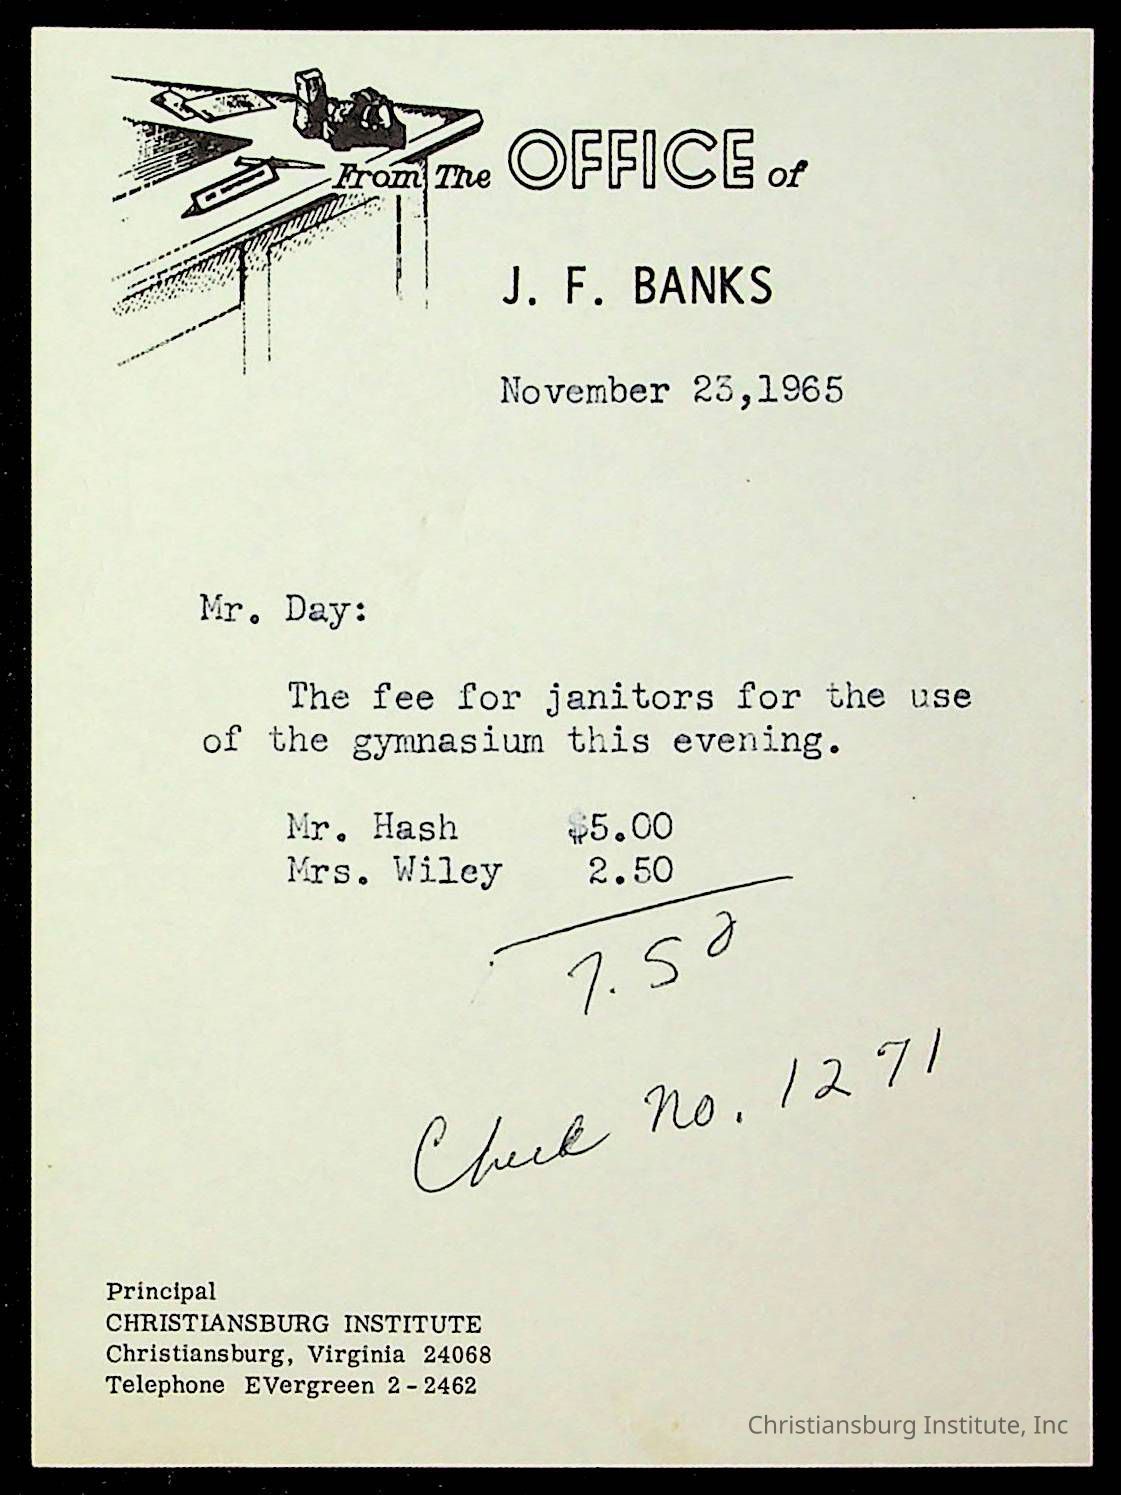 From The OFFICE of
J. F. BANKS
November 23,1965
Mr. Day:
The fee for janitors for the use
of the gymnasium this evening.
Mr. Hash $5.00
Mrs. Wiley 2.50
7.50
Check No. 1271
Principal
CHRISTIANSBURG INSTITUTE
Christiansburg, Virginia 24068
Telephone EVergreen 2-2462
Christiansburg Institute, Inc